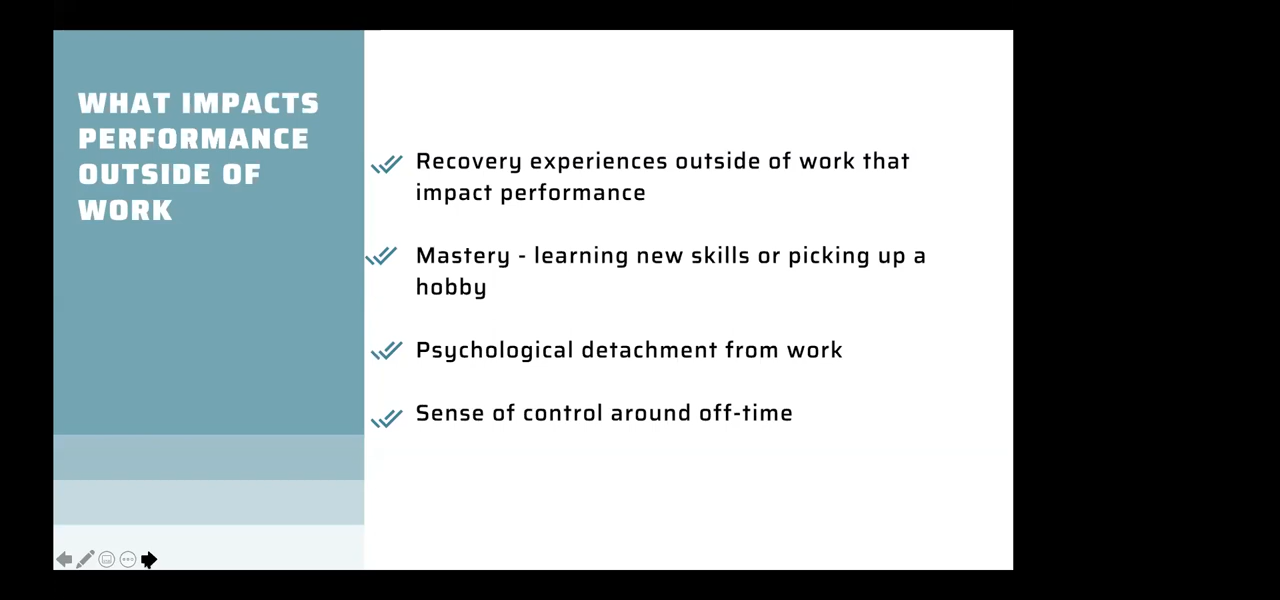 WHAT IMPACTS
PERFORMANCE
OUTSIDE OF
WORK
Recovery experiences outside of work that
impact performance
Mastery - learning new skills or picking up a
hobby
Psychological detachment from work
Sense of control around off-time